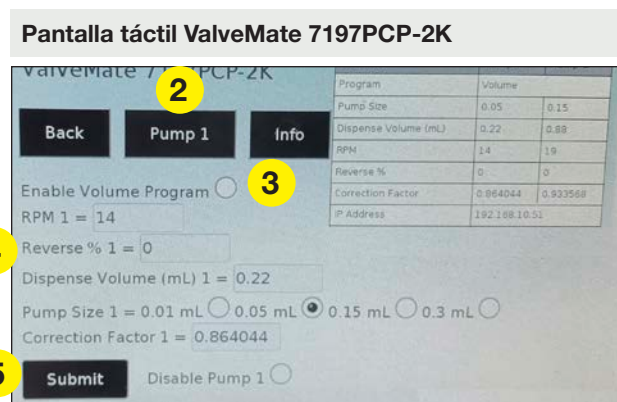 Pantalla táctil ValveMate 7197PCP-2K
ValveMate 7197PCP-2K
2
Back
Pump 1
Info
3
Enable Volume Program
RPM 1 = 14
Reverse % 1 = 0
Dispense Volume (mL) 1 = 0.22
Pump Size 1 = 0.01 mL 0.05 mL 0.15 mL 0.3 mL
Correction Factor 1 = 0.864044
5
Submit
Disable Pump 1
Program Volume
Pump Size 0.05 0.15
Dispense Volume (mL) 0.22 0.88
RPM 14 19
Reverse % 0 0
Correction Factor 0.864044 0.933568
IP Address 192.168.10.51